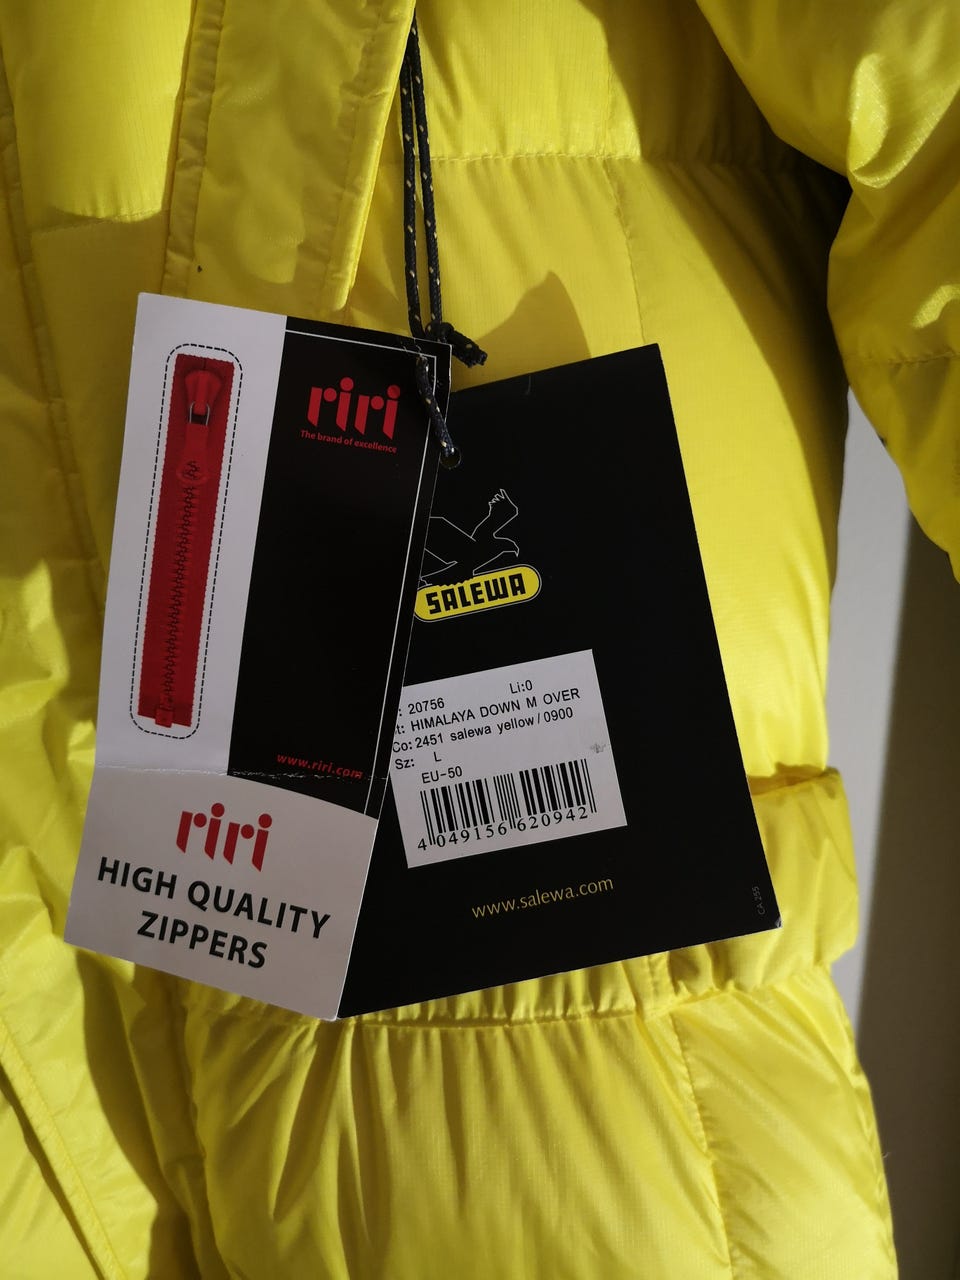 riri
The brand of excellence
www.riri.com
riri
HIGH QUALITY
ZIPPERS
SALEWA
: 20756 Li:0
t: HIMALAYA DOWN M OVER
Co: 2451 salewa yellow / 0900
Sz: L
EU-50
4 049156 620942
www.salewa.com
CA 255